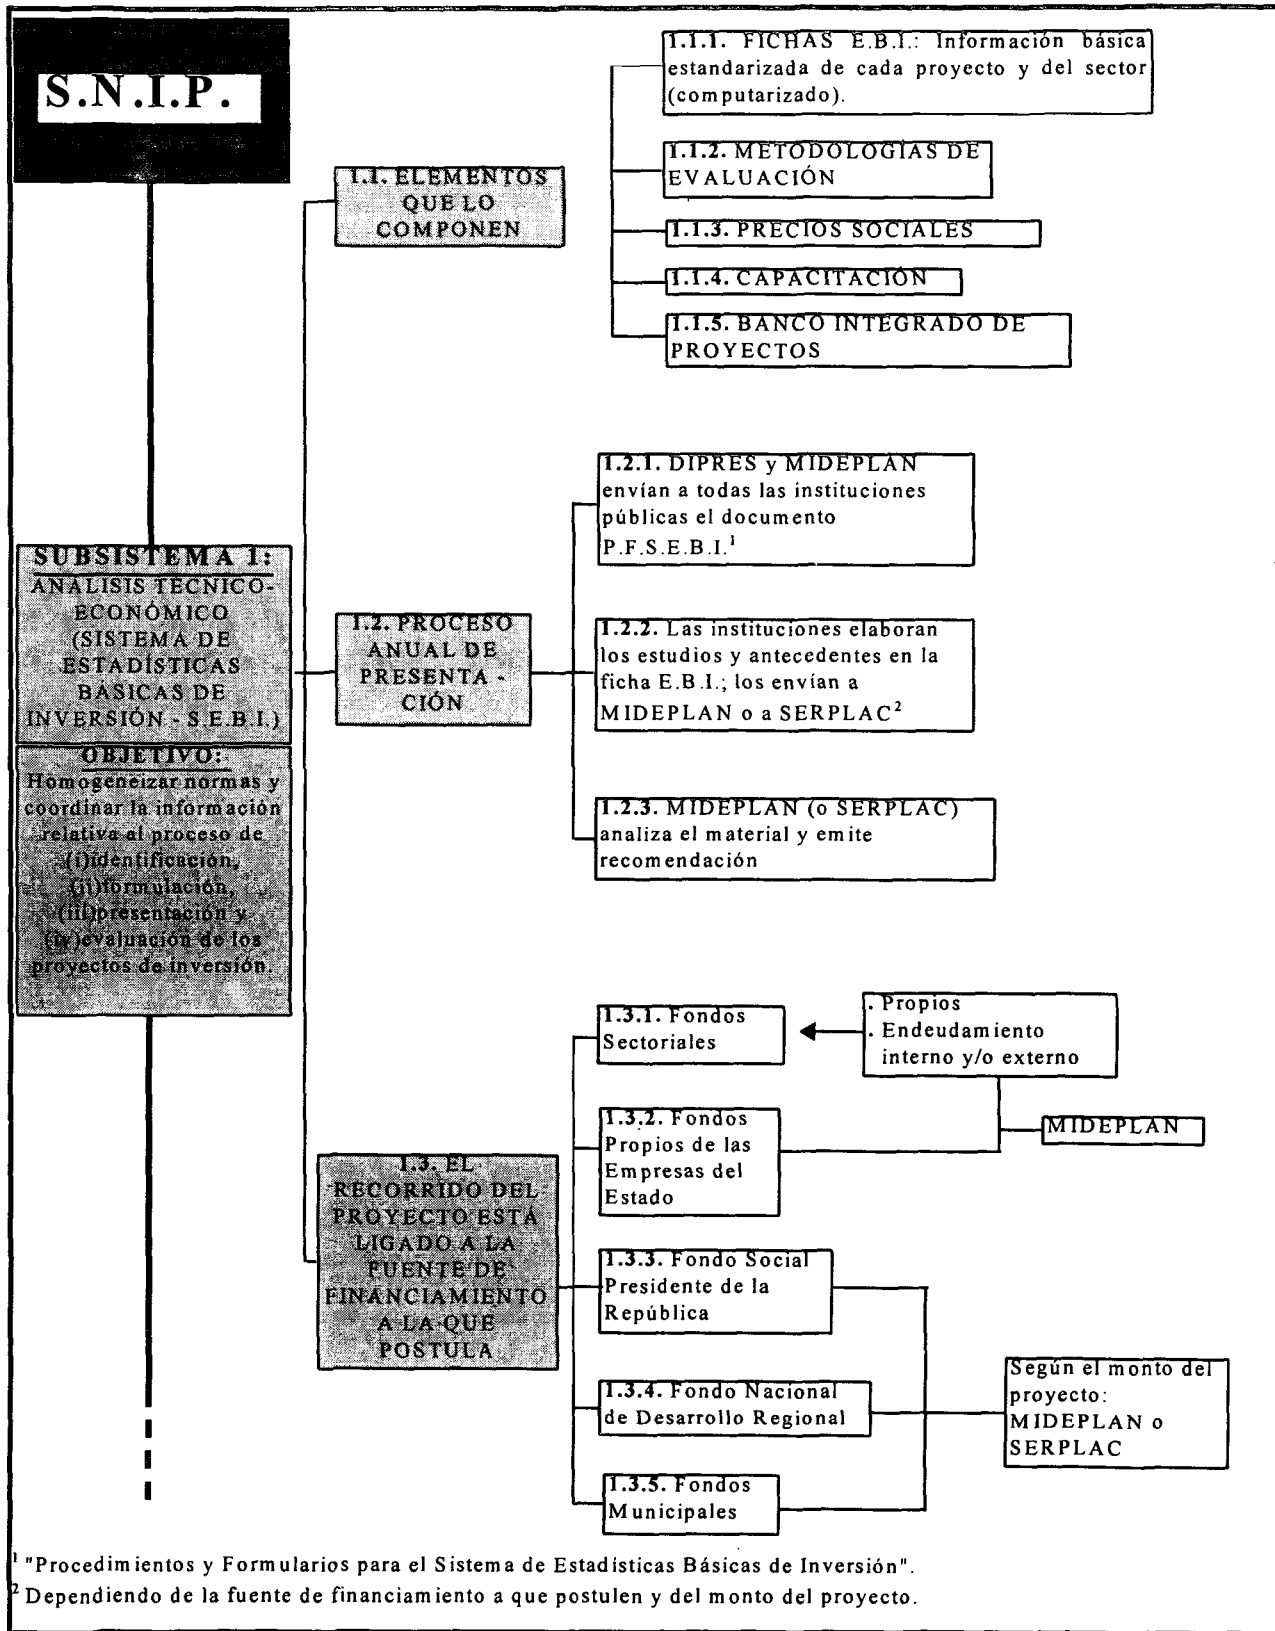 S.N.I.P.
1.1.1. FICHAS E.B.I.: Información básica
estandarizada de cada proyecto y del sector
(computarizado).
1.1. ELEMENTOS
QUE LO
COMPONEN
1.1.2. METODOLOGÍAS DE
EVALUACIÓN
1.1.3. PRECIOS SOCIALES
1.1.4. CAPACITACIÓN
1.1.5. BANCO INTEGRADO DE
PROYECTOS
SUBSISTEMA 1:
ANÁLISIS TÉCNICO-
ECONÓMICO
(SISTEMA DE
ESTADÍSTICAS
BÁSICAS DE
INVERSIÓN - S.E.B.I.)
OBJETIVO:
Homogeneizar normas y
coordinar la información
relativa al proceso de
(i)identificación,
(ii)formulación,
(iii)presentación y
(iv)evaluación de los
proyectos de inversión.
1.2. PROCESO
ANUAL DE
PRESENTA -
CIÓN
1.2.1. DIPRES y MIDEPLAN
envían a todas las instituciones
públicas el documento
P.F.S.E.B.I.¹
1.2.2. Las instituciones elaboran
los estudios y antecedentes en la
ficha E.B.I.; los envían a
MIDEPLAN o a SERPLAC²
1.2.3. MIDEPLAN (o SERPLAC)
analiza el material y emite
recomendación
1.3. EL
RECORRIDO DEL
PROYECTO ESTÁ
LIGADO A LA
FUENTE DE
FINANCIAMIENTO
A LA QUE
POSTULA
1.3.1. Fondos
Sectoriales
. Propios
. Endeudamiento
interno y/o externo
1.3.2. Fondos
Propios de las
Empresas del
Estado
MIDEPLAN
1.3.3. Fondo Social
Presidente de la
República
1.3.4. Fondo Nacional
de Desarrollo Regional
1.3.5. Fondos
Municipales
Según el monto del
proyecto:
MIDEPLAN o
SERPLAC
¹ "Procedimientos y Formularios para el Sistema de Estadísticas Básicas de Inversión".
² Dependiendo de la fuente de financiamiento a que postulen y del monto del proyecto.